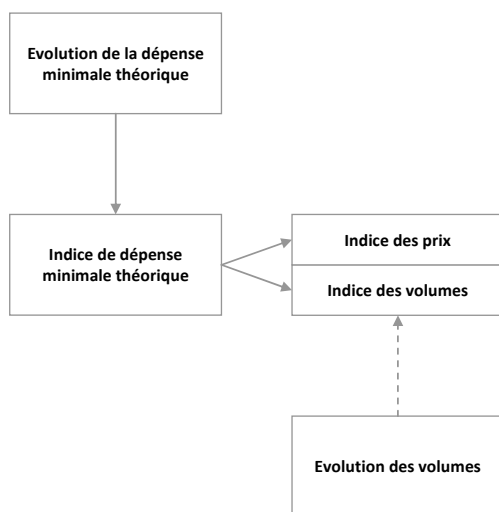 Evolution de la dépense
minimale théorique
Indice de dépense
minimale théorique
Indice des prix
Indice des volumes
Evolution des volumes